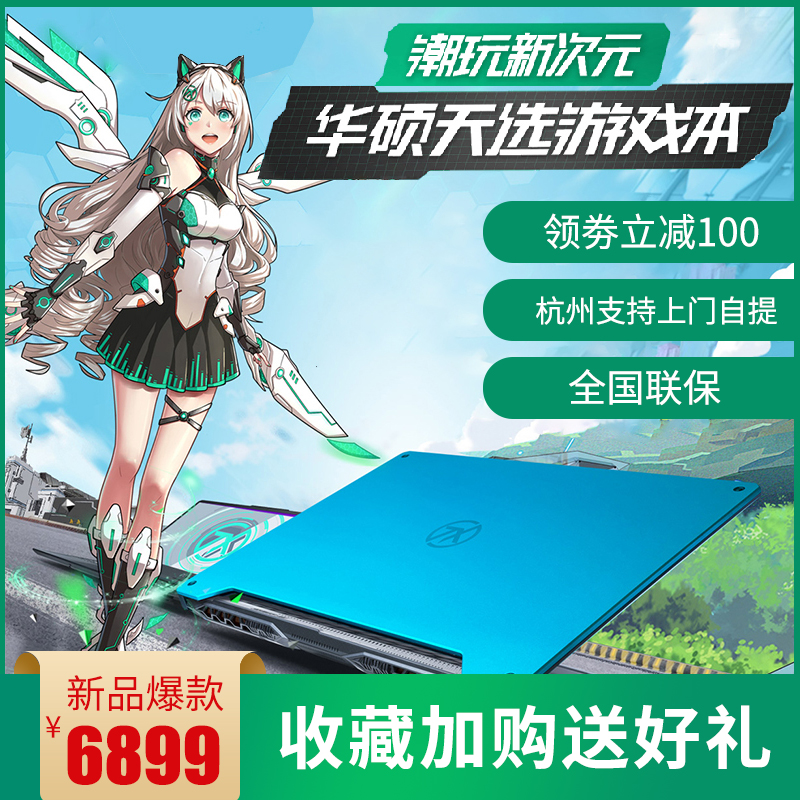 潮玩新次元
华硕天选游戏本
领券立减100
杭州支持上门自提
全国联保
新品爆款
¥6899
收藏加购送好礼